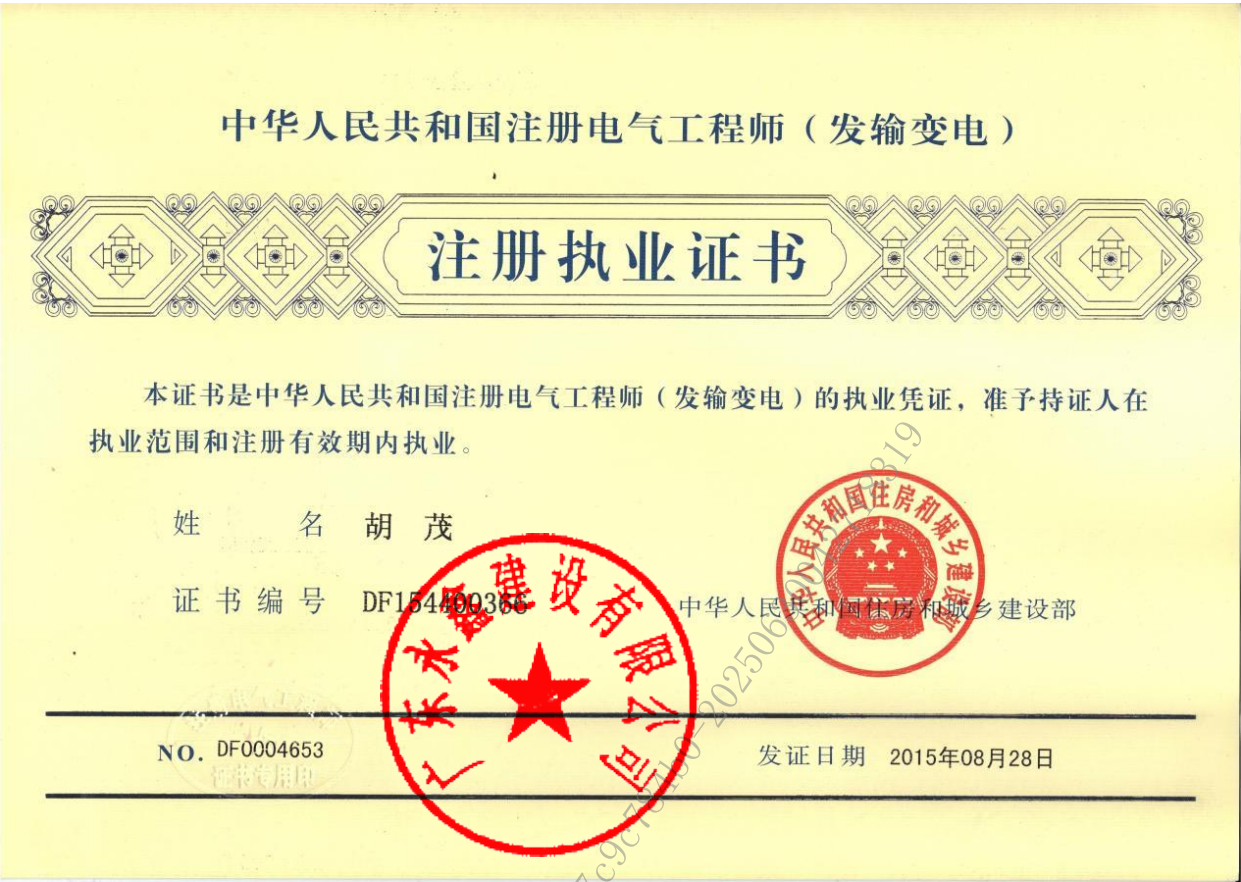 中华人民共和国注册电气工程师（发输变电）
注册执业证书
本证书是中华人民共和国注册电气工程师（发输变电）的执业凭证，准予持证人在
执业范围和注册有效期内执业。
姓 名 胡 茂
中华人民共和国住房和城乡建设部
证书编号 DF154400366
中华人民共和国住房和城乡建设部
广东永鑫建设有限公司
NO. DF0004653
发证日期 2015年08月28日